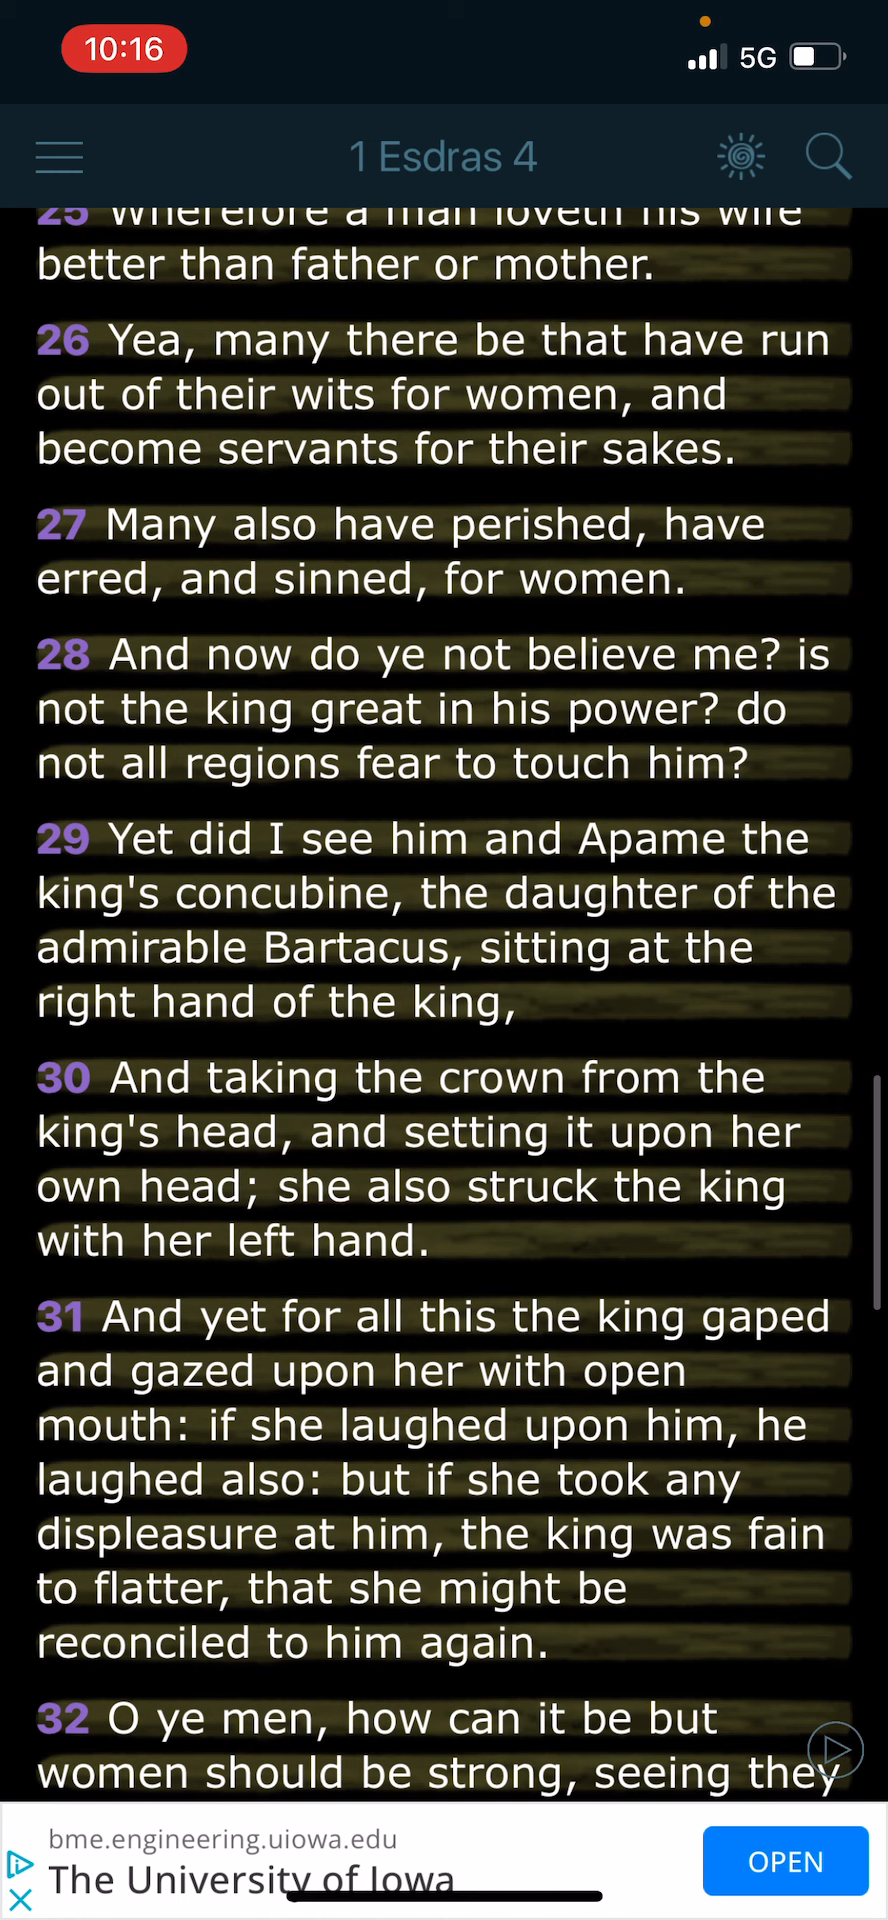 10:16
5G
1 Esdras 4
25 Wherefore a man loveth his wife
better than father or mother.
26 Yea, many there be that have run
out of their wits for women, and
become servants for their sakes.
27 Many also have perished, have
erred, and sinned, for women.
28 And now do ye not believe me? is
not the king great in his power? do
not all regions fear to touch him?
29 Yet did I see him and Apame the
king's concubine, the daughter of the
admirable Bartacus, sitting at the
right hand of the king,
30 And taking the crown from the
king's head, and setting it upon her
own head; she also struck the king
with her left hand.
31 And yet for all this the king gaped
and gazed upon her with open
mouth: if she laughed upon him, he
laughed also: but if she took any
displeasure at him, the king was fain
to flatter, that she might be
reconciled to him again.
32 O ye men, how can it be but
women should be strong, seeing they
bme.engineering.uiowa.edu
The University of Iowa
OPEN